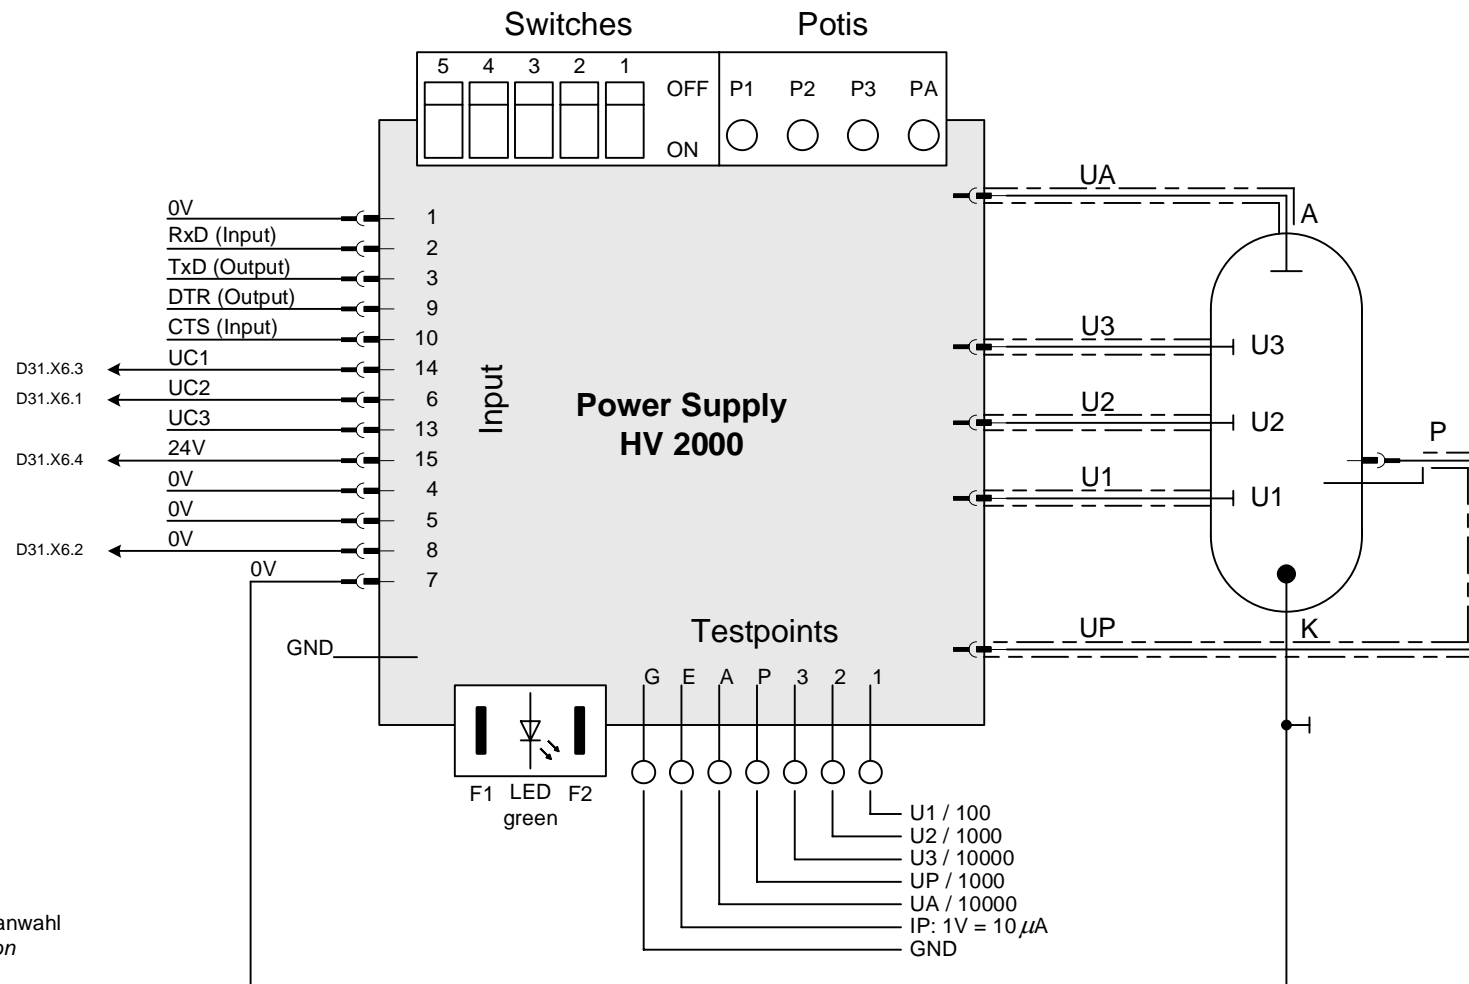 Switches Potis
5 4 3 2 1
OFF P1 P2 P3 PA
ON
UA
A
0V 1
RxD (Input) 2
TxD (Output) 3
DTR (Output) 9
CTS (Input) 10
U3 U3
D31.X6.3 UC1 14
D31.X6.1 UC2 6
UC3 13
D31.X6.4 24V 15
0V 4
0V 5
D31.X6.2 0V 8
0V 7
Input
Power Supply
HV 2000
U2 U2
P
U1 U1
UP K
GND
Testpoints
G E A P 3 2 1
F1 LED F2
green
U1 / 100
U2 / 1000
U3 / 10000
UP / 1000
UA / 10000
IP: 1V = 10 µA
GND
anwahl
on